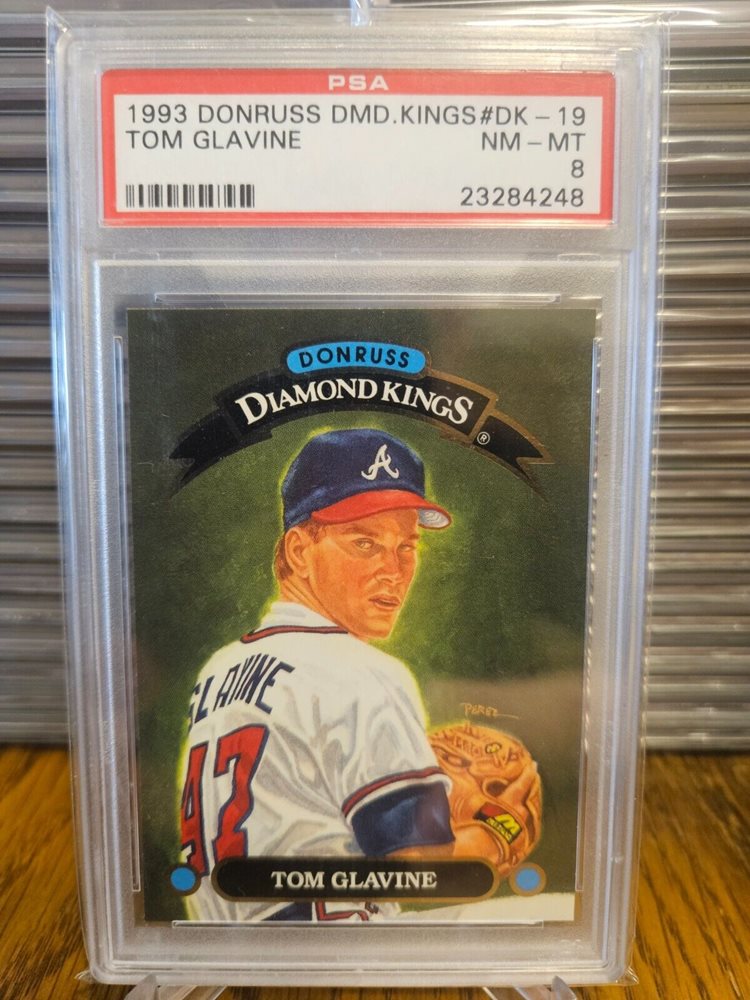 PSA
1993 DONRUSS DMD.KINGS#DK-19
TOM GLAVINE NM-MT
8
23284248
DONRUSS
DIAMOND KINGS®
A
GLAVINE
47
PEREZ
TOM GLAVINE